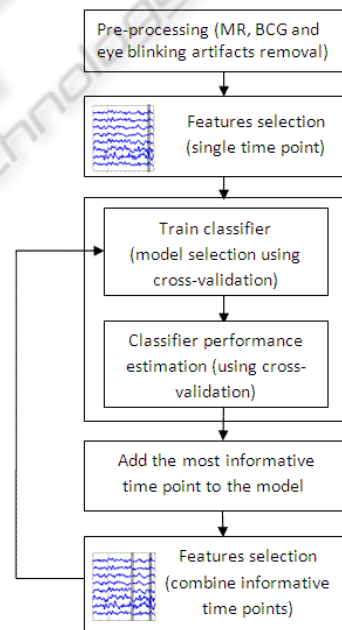 Pre-processing (MR, BCG and
eye blinking artifacts removal)
Features selection
(single time point)
Train classifier
(model selection using
cross-validation)
Classifier performance
estimation (using cross-
validation)
Add the most informative
time point to the model
Features selection
(combine informative
time points)